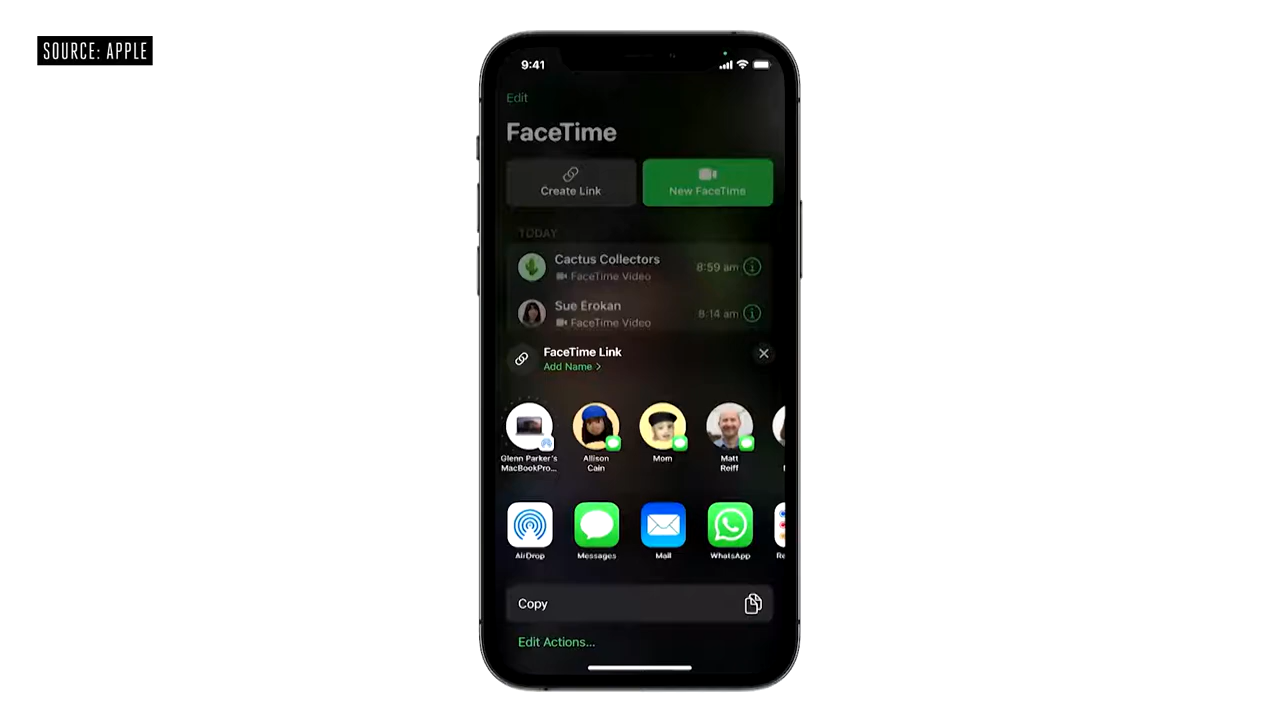 SOURCE: APPLE
9:41
Edit
FaceTime
Create Link
New FaceTime
TODAY
Cactus Collectors
FaceTime Video
8:59 am
Sue Erokan
FaceTime Video
8:14 am
FaceTime Link
Add Name >
Glenn Parker's
MacBookPro...
Allison
Cain
Mom
Matt
Reiff
AirDrop
Messages
Mail
WhatsApp
Re
Copy
Edit Actions...